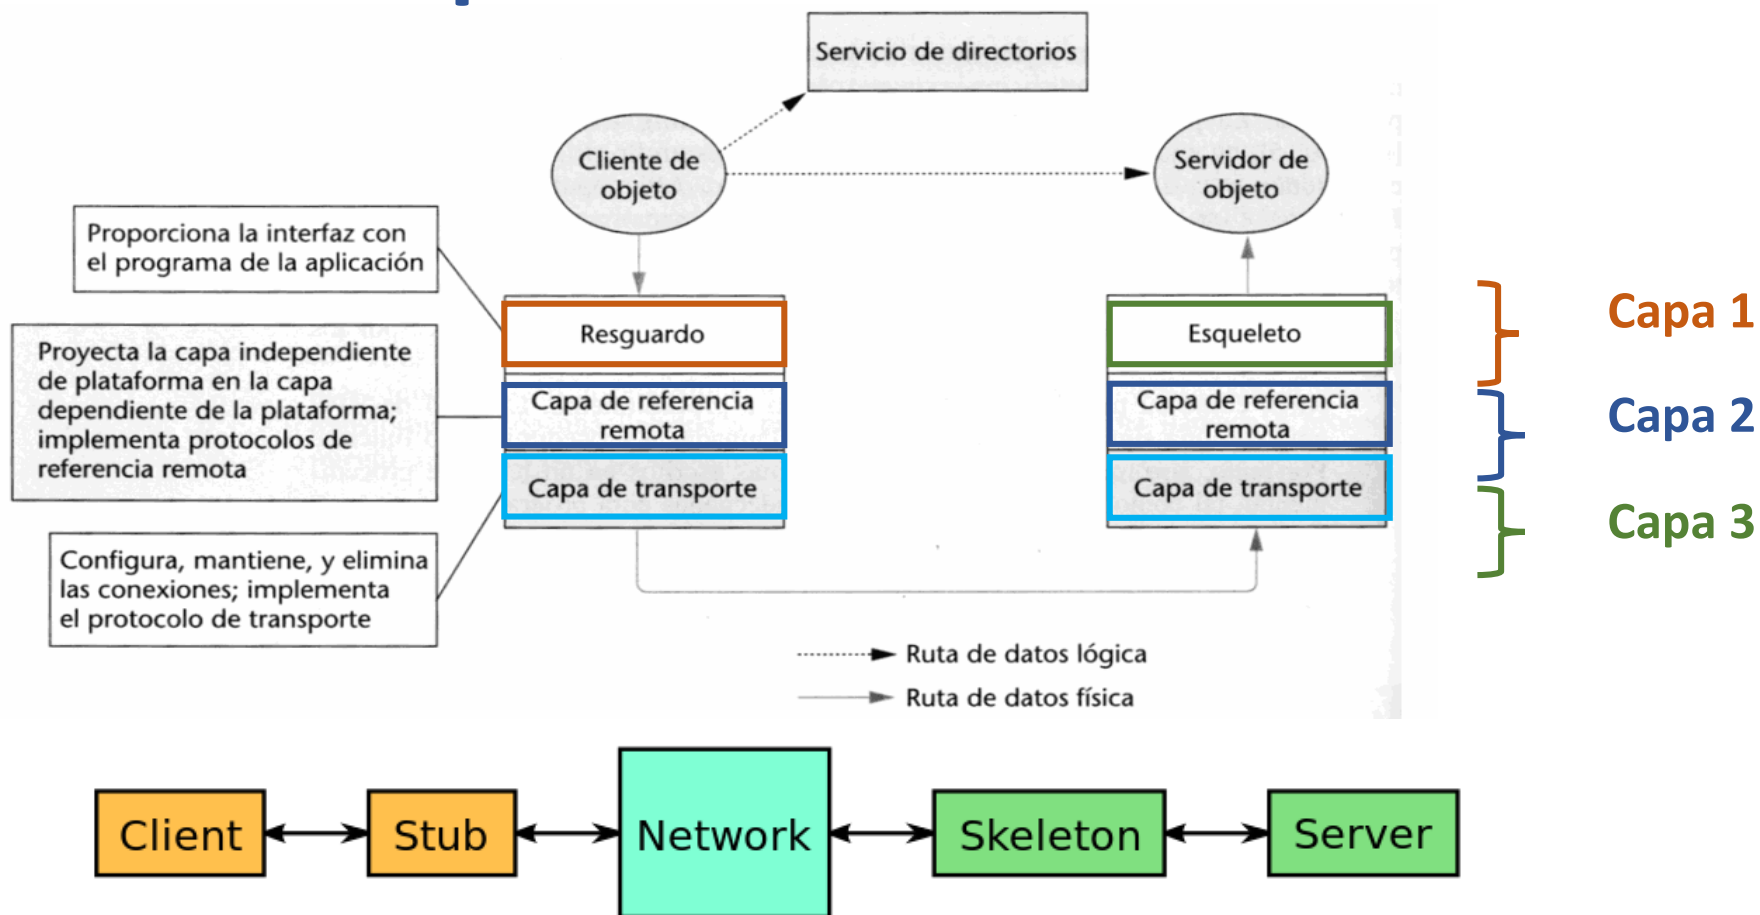 Servicio de directorios
Cliente de
objeto
Servidor de
objeto
Proporciona la interfaz con
el programa de la aplicación
Resguardo
Esqueleto
Capa 1
Proyecta la capa independiente
de plataforma en la capa
dependiente de la plataforma;
implementa protocolos de
referencia remota
Capa de referencia
remota
Capa de referencia
remota
Capa 2
Capa de transporte
Capa de transporte
Capa 3
Configura, mantiene, y elimina
las conexiones; implementa
el protocolo de transporte
Ruta de datos lógica
Ruta de datos física
Client
Stub
Network
Skeleton
Server